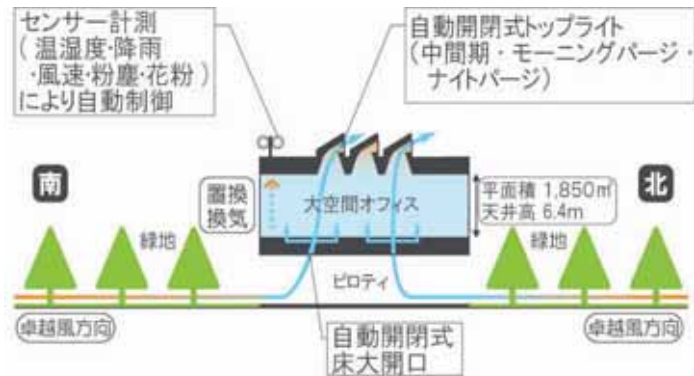 センサー計測
（ 温湿度･降雨
･風速･粉塵･花粉 ）
により自動制御
自動開閉式トップライト
（中間期・モーニングパージ・
ナイトパージ）
南
置換
換気
大空間オフィス
平面積 1,850㎡
天井高 6.4m
北
緑地
緑地
ピロティ
卓越風方向
卓越風方向
自動開閉式
床大開口